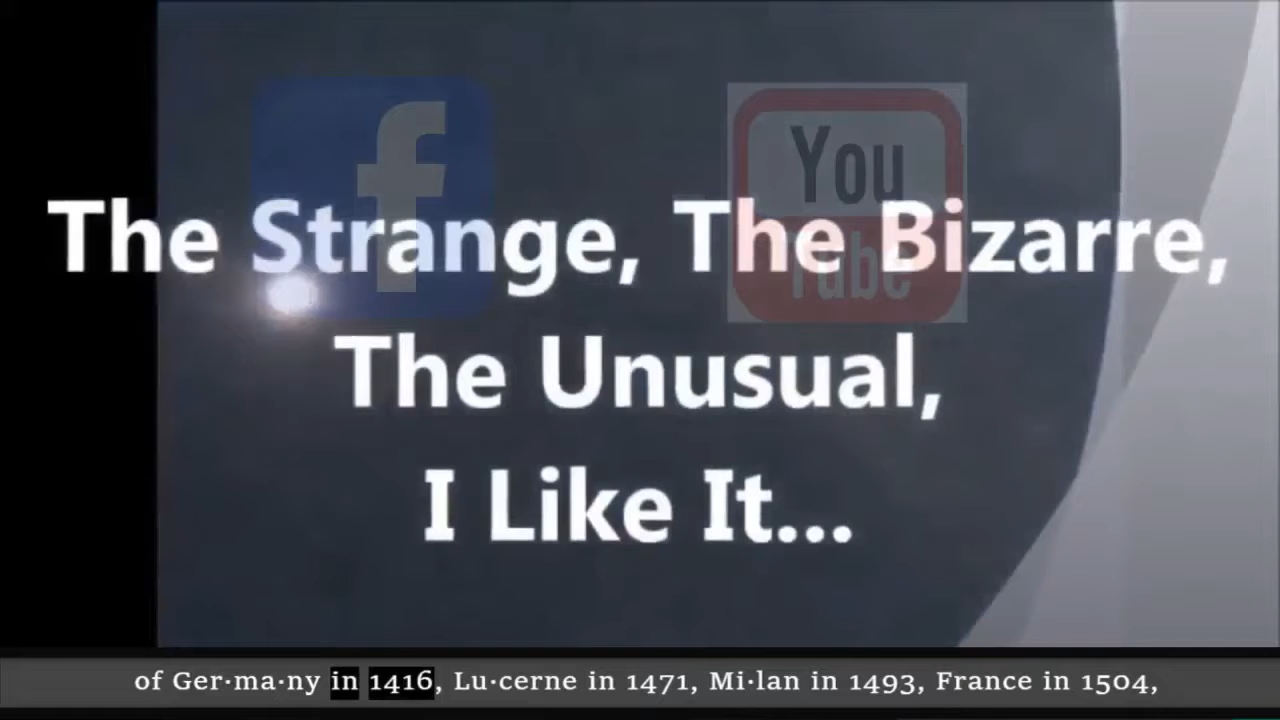 f
You
Tube
The Strange, The Bizarre,
The Unusual,
I Like It...
of Ger·ma·ny in 1416, Lu·cerne in 1471, Mi·lan in 1493, France in 1504,